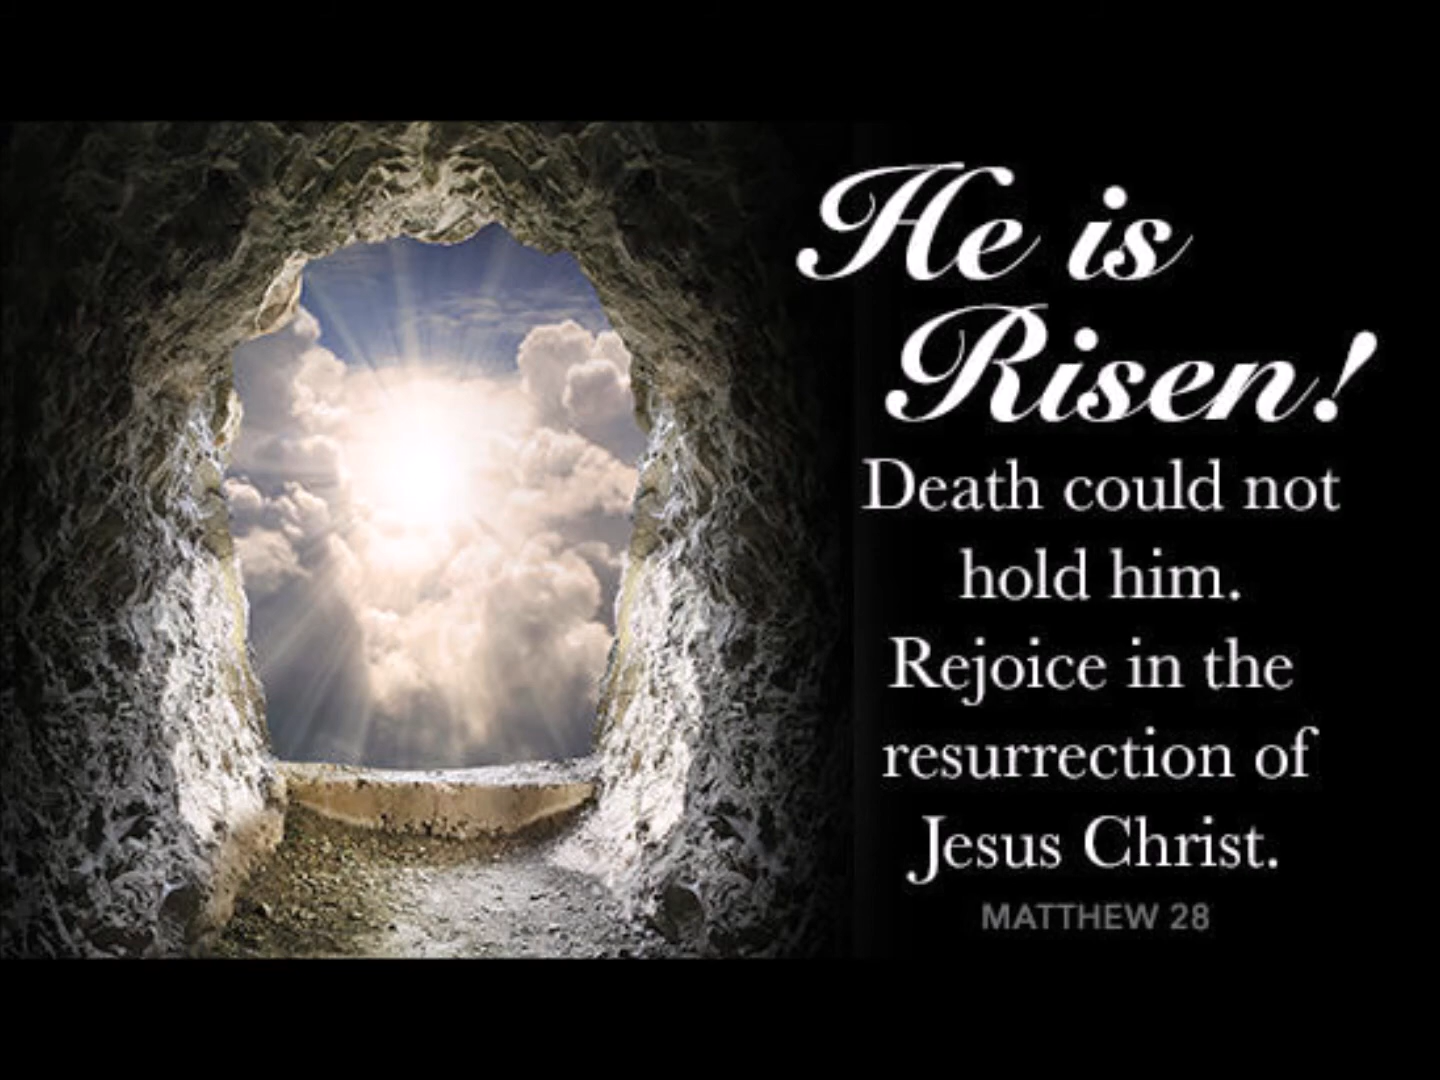 He is
Risen!
Death could not
hold him.
Rejoice in the
resurrection of
Jesus Christ.
MATTHEW 28